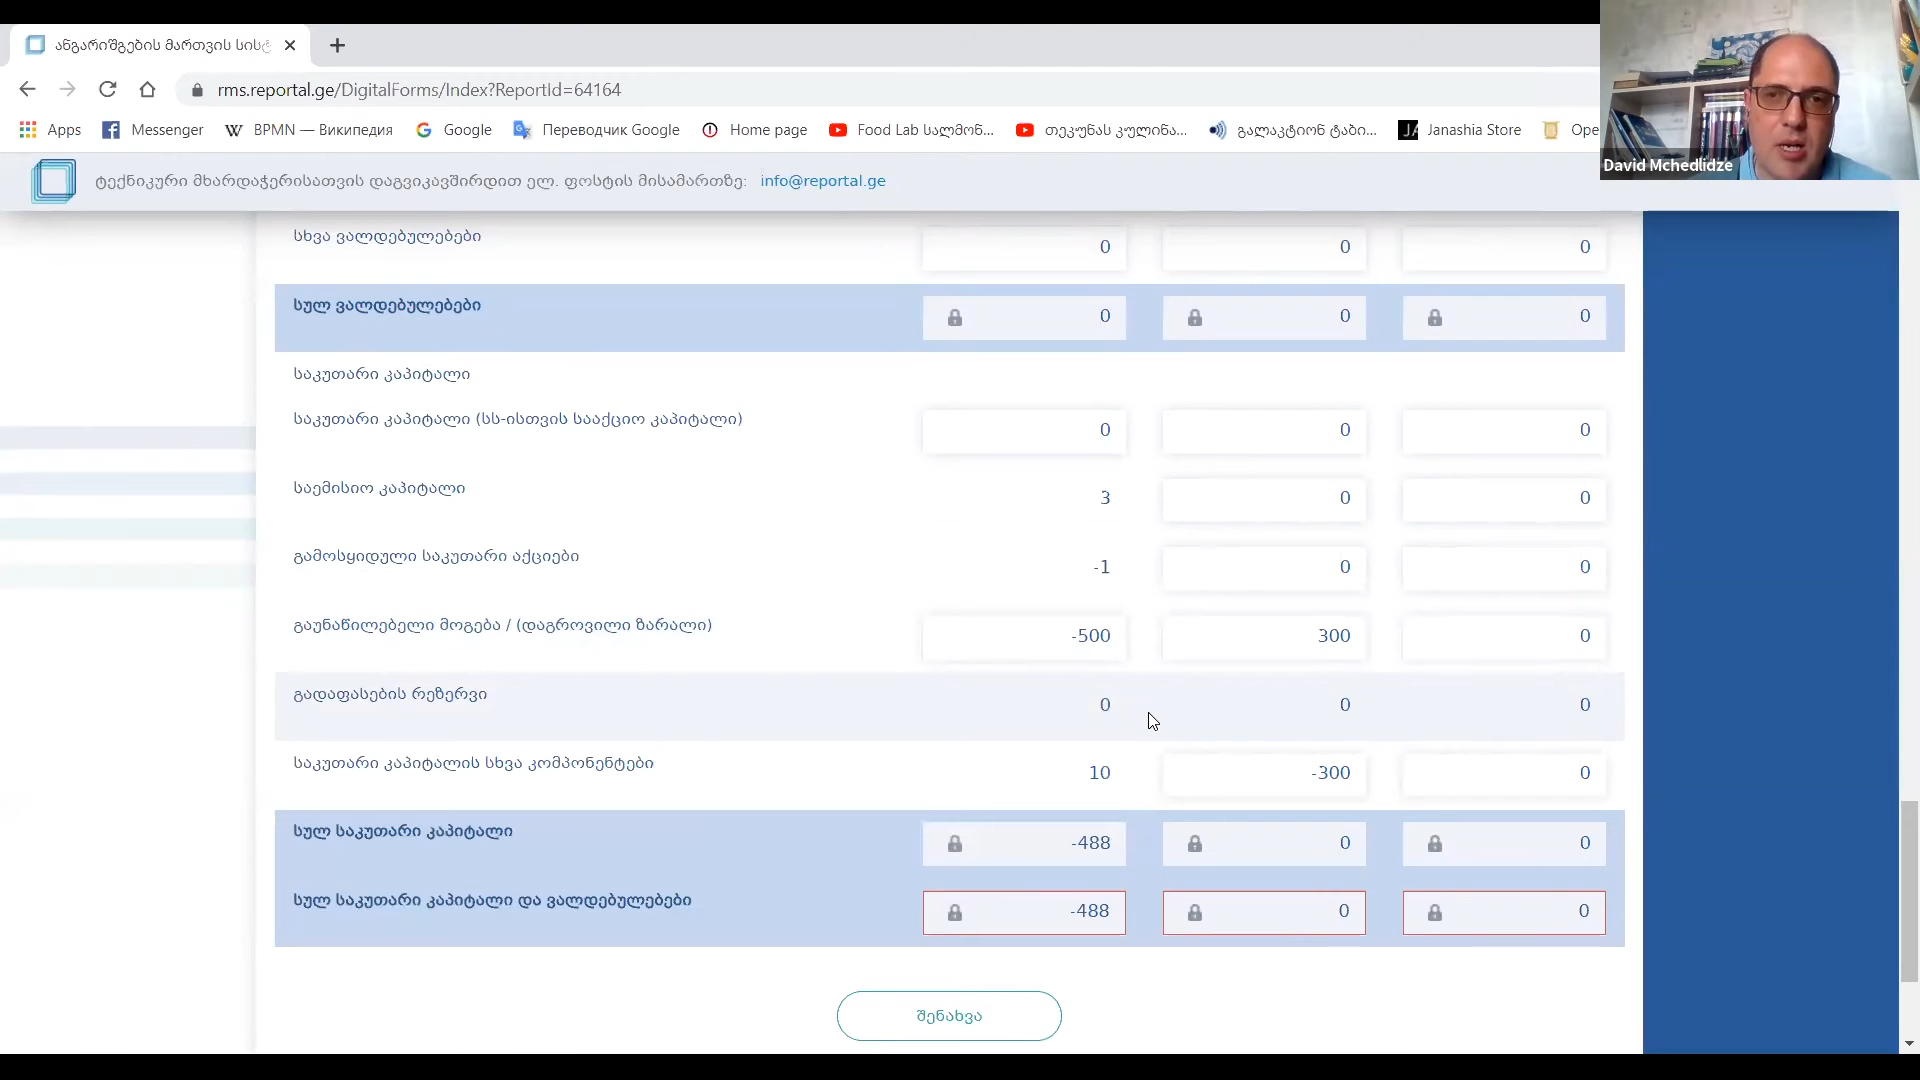 ანგარიშგების მართვის სისტ
rms.reportal.ge/DigitalForms/Index?ReportId=64164
Apps Messenger BPMN — Википедия Google Переводчик Google Home page Food Lab სალმონ... თეკუნას კულინა... გალაკტიონ ტაბი... Janashia Store Ope
David Mchedlidze
ტექნიკური მხარდაჭერისათვის დაგვიკავშირდით ელ. ფოსტის მისამართზე: info@reportal.ge
სხვა ვალდებულებები 0 0 0
სულ ვალდებულებები 0 0 0
საკუთარი კაპიტალი
საკუთარი კაპიტალი (სს-ისთვის სააქციო კაპიტალი) 0 0 0
საემისიო კაპიტალი 3 0 0
გამოსყიდული საკუთარი აქციები -1 0 0
გაუნაწილებელი მოგება / (დაგროვილი ზარალი) -500 300 0
გადაფასების რეზერვი 0 0 0
საკუთარი კაპიტალის სხვა კომპონენტები 10 -300 0
სულ საკუთარი კაპიტალი -488 0 0
სულ საკუთარი კაპიტალი და ვალდებულებები -488 0 0
შენახვა